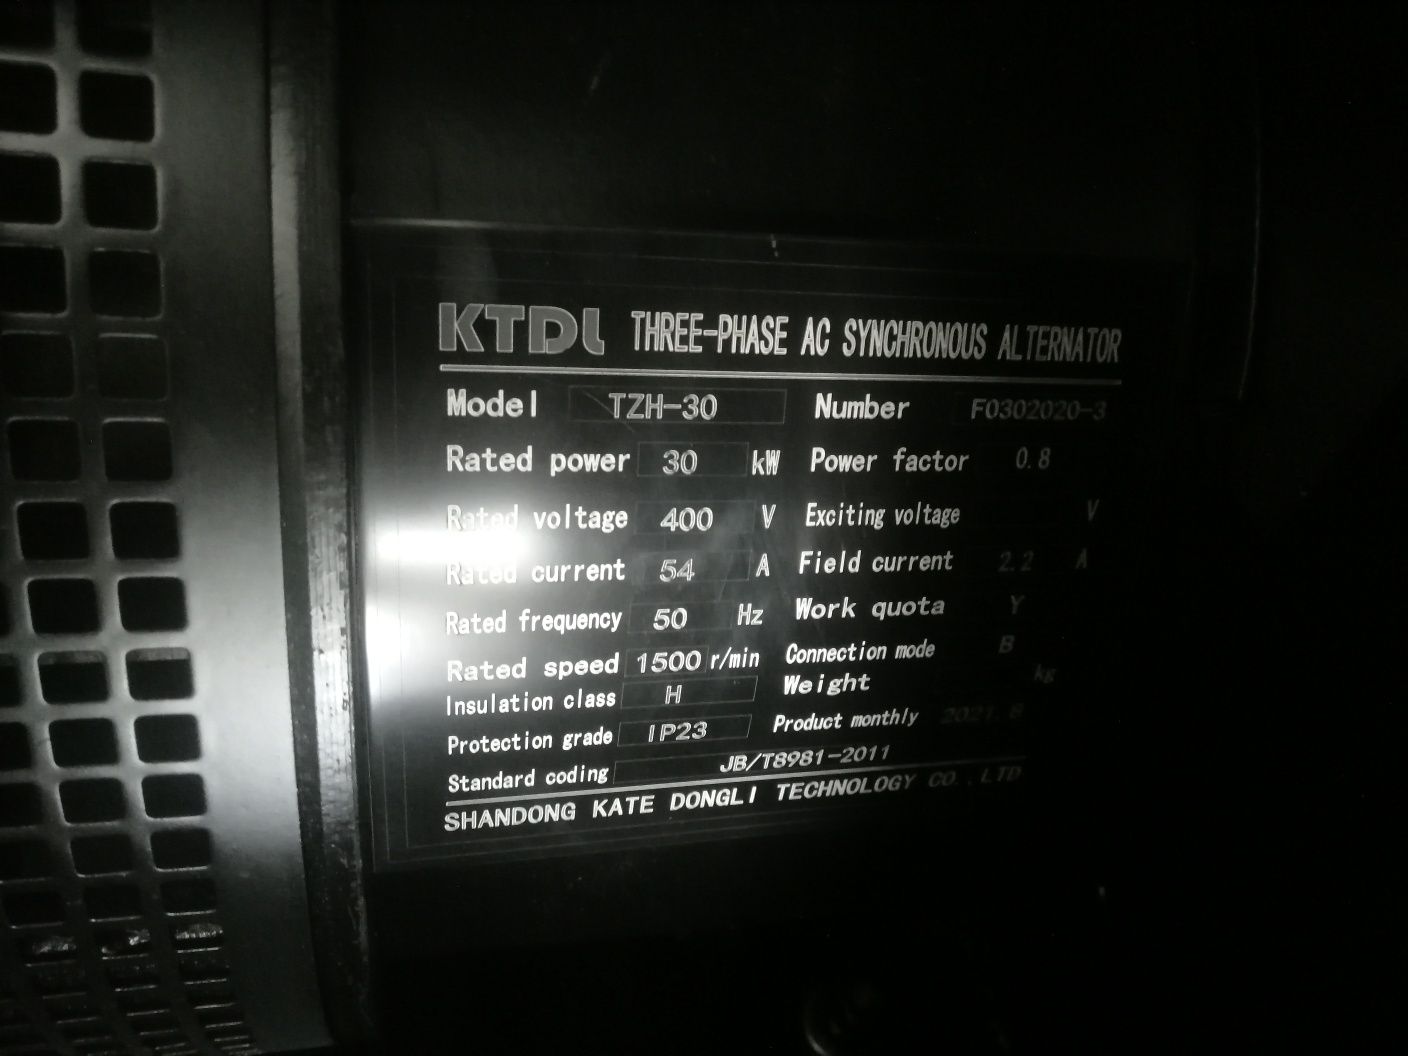 KTDL THREE-PHASE AC SYNCHRONOUS ALTERNATOR
Model TZH-30 Number F0302020-3
Rated power 30 kW Power factor 0.8
Rated voltage 400 V Exciting voltage V
Rated current 54 A Field current 2.2 A
Rated frequency 50 Hz Work quota Y
Rated speed 1500 r/min Connection mode B
Insulation class H Weight kg
Protection grade IP23 Product monthly 2021.8
Standard coding JB/T8981-2011
SHANDONG KATE DONGLI TECHNOLOGY CO.,LTD